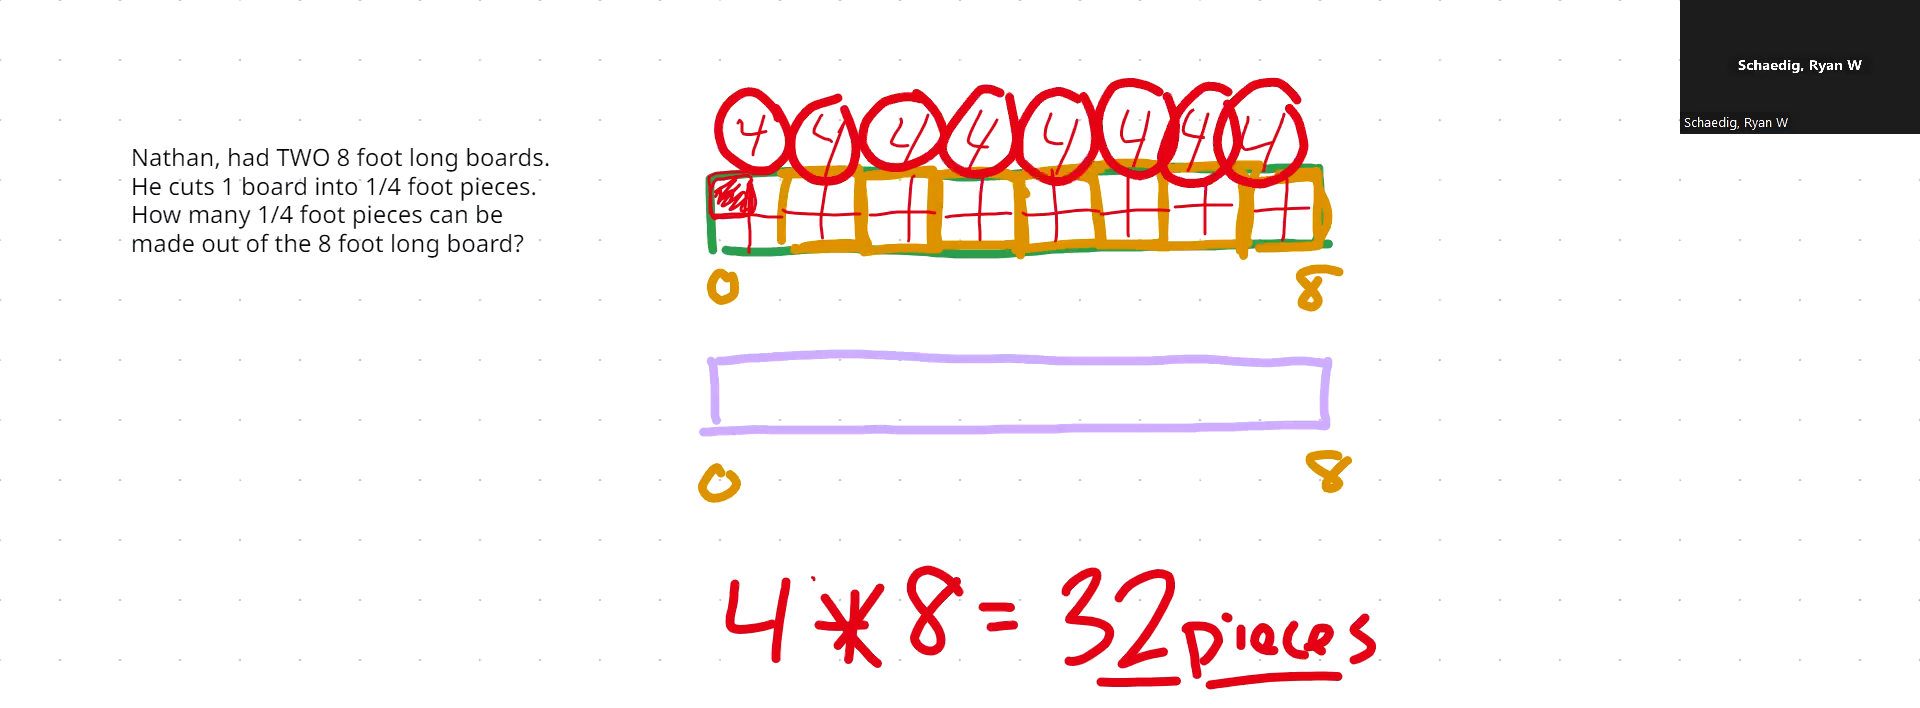 Schaedig, Ryan W
Schaedig, Ryan W
Nathan, had TWO 8 foot long boards.
He cuts 1 board into 1/4 foot pieces.
How many 1/4 foot pieces can be
made out of the 8 foot long board?
4 4 4 4 4 4 4 4
0 8
0 8
4 * 8 = 32 pieces